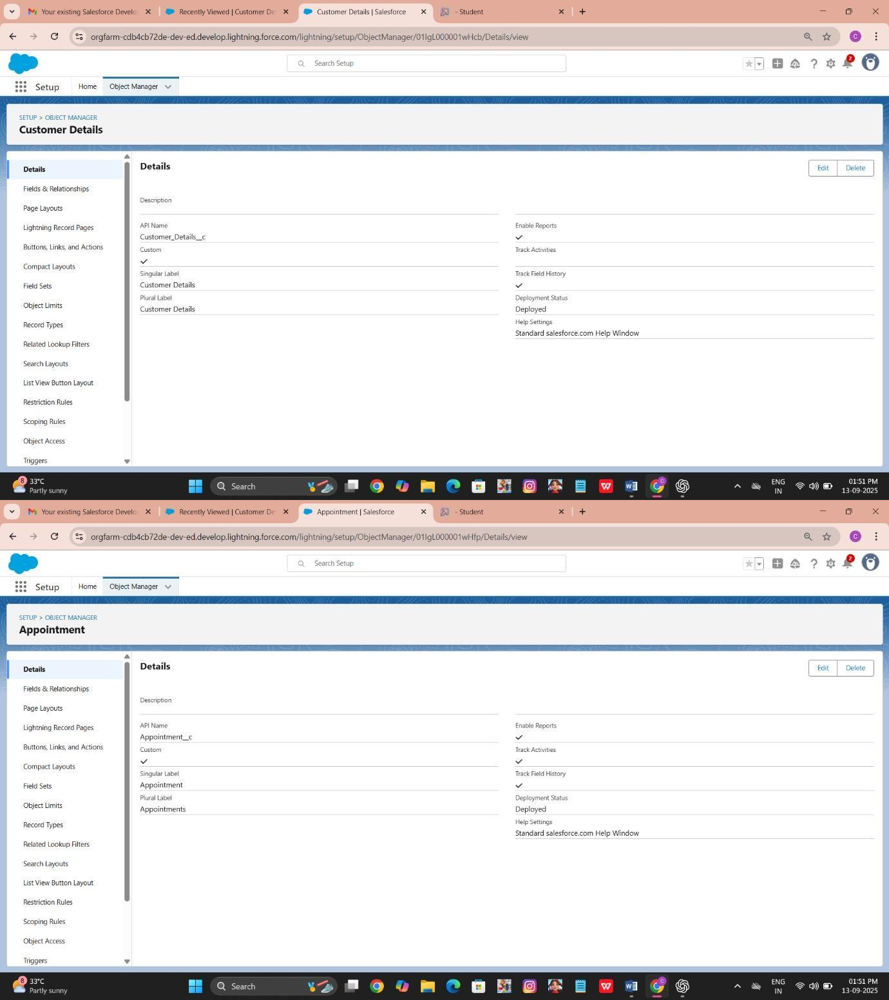 Your existing Salesforce Develo
Recently Viewed | Customer De
Customer Details | Salesforce
- Student
orgfarm-cdb4cb72de-dev-ed.develop.lightning.force.com/lightning/setup/ObjectManager/01IgL000001wHcb/Details/view
C
Search Setup
2
Setup
Home
Object Manager
SETUP > OBJECT MANAGER
Customer Details
Details
Fields & Relationships
Page Layouts
Lightning Record Pages
Buttons, Links, and Actions
Compact Layouts
Field Sets
Object Limits
Record Types
Related Lookup Filters
Search Layouts
List View Button Layout
Restriction Rules
Scoping Rules
Object Access
Triggers
Details
Edit
Delete
Description
API Name
Customer_Details__c
Custom
Singular Label
Customer Details
Plural Label
Customer Details
Enable Reports
Track Activities
Track Field History
Deployment Status
Deployed
Help Settings
Standard salesforce.com Help Window
8
33°C
Partly sunny
Search
ENG
IN
01:51 PM
13-09-2025
Your existing Salesforce Develo
Recently Viewed | Customer De
Appointment | Salesforce
- Student
orgfarm-cdb4cb72de-dev-ed.develop.lightning.force.com/lightning/setup/ObjectManager/01IgL000001wHfp/Details/view
C
Search Setup
2
Setup
Home
Object Manager
SETUP > OBJECT MANAGER
Appointment
Details
Fields & Relationships
Page Layouts
Lightning Record Pages
Buttons, Links, and Actions
Compact Layouts
Field Sets
Object Limits
Record Types
Related Lookup Filters
Search Layouts
List View Button Layout
Restriction Rules
Scoping Rules
Object Access
Triggers
Details
Edit
Delete
Description
API Name
Appointment__c
Custom
Singular Label
Appointment
Plural Label
Appointments
Enable Reports
Track Activities
Track Field History
Deployment Status
Deployed
Help Settings
Standard salesforce.com Help Window
8
33°C
Partly sunny
Search
ENG
IN
01:51 PM
13-09-2025